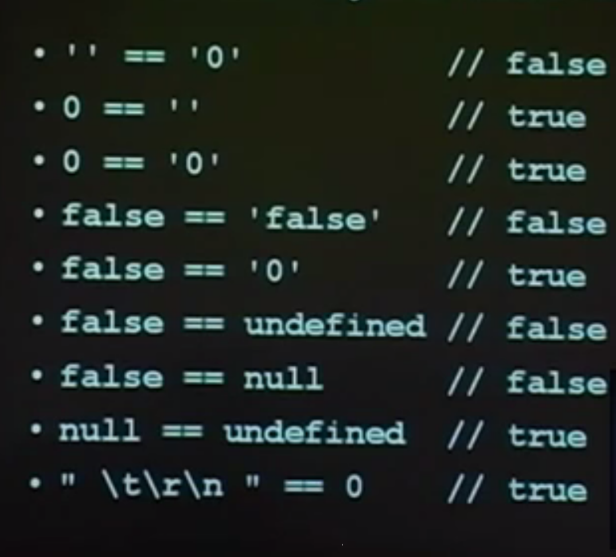 • '' == '0' // false
• 0 == '' // true
• 0 == '0' // true
• false == 'false' // false
• false == '0' // true
• false == undefined // false
• false == null // false
• null == undefined // true
• " \t\r\n " == 0 // true